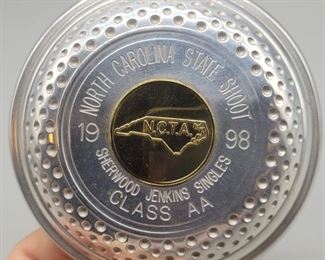 NORTH CAROLINA STATE SHOOT
19 98
N.C.T.A.
SHERWOOD JENKINS SINGLES
CLASS AA